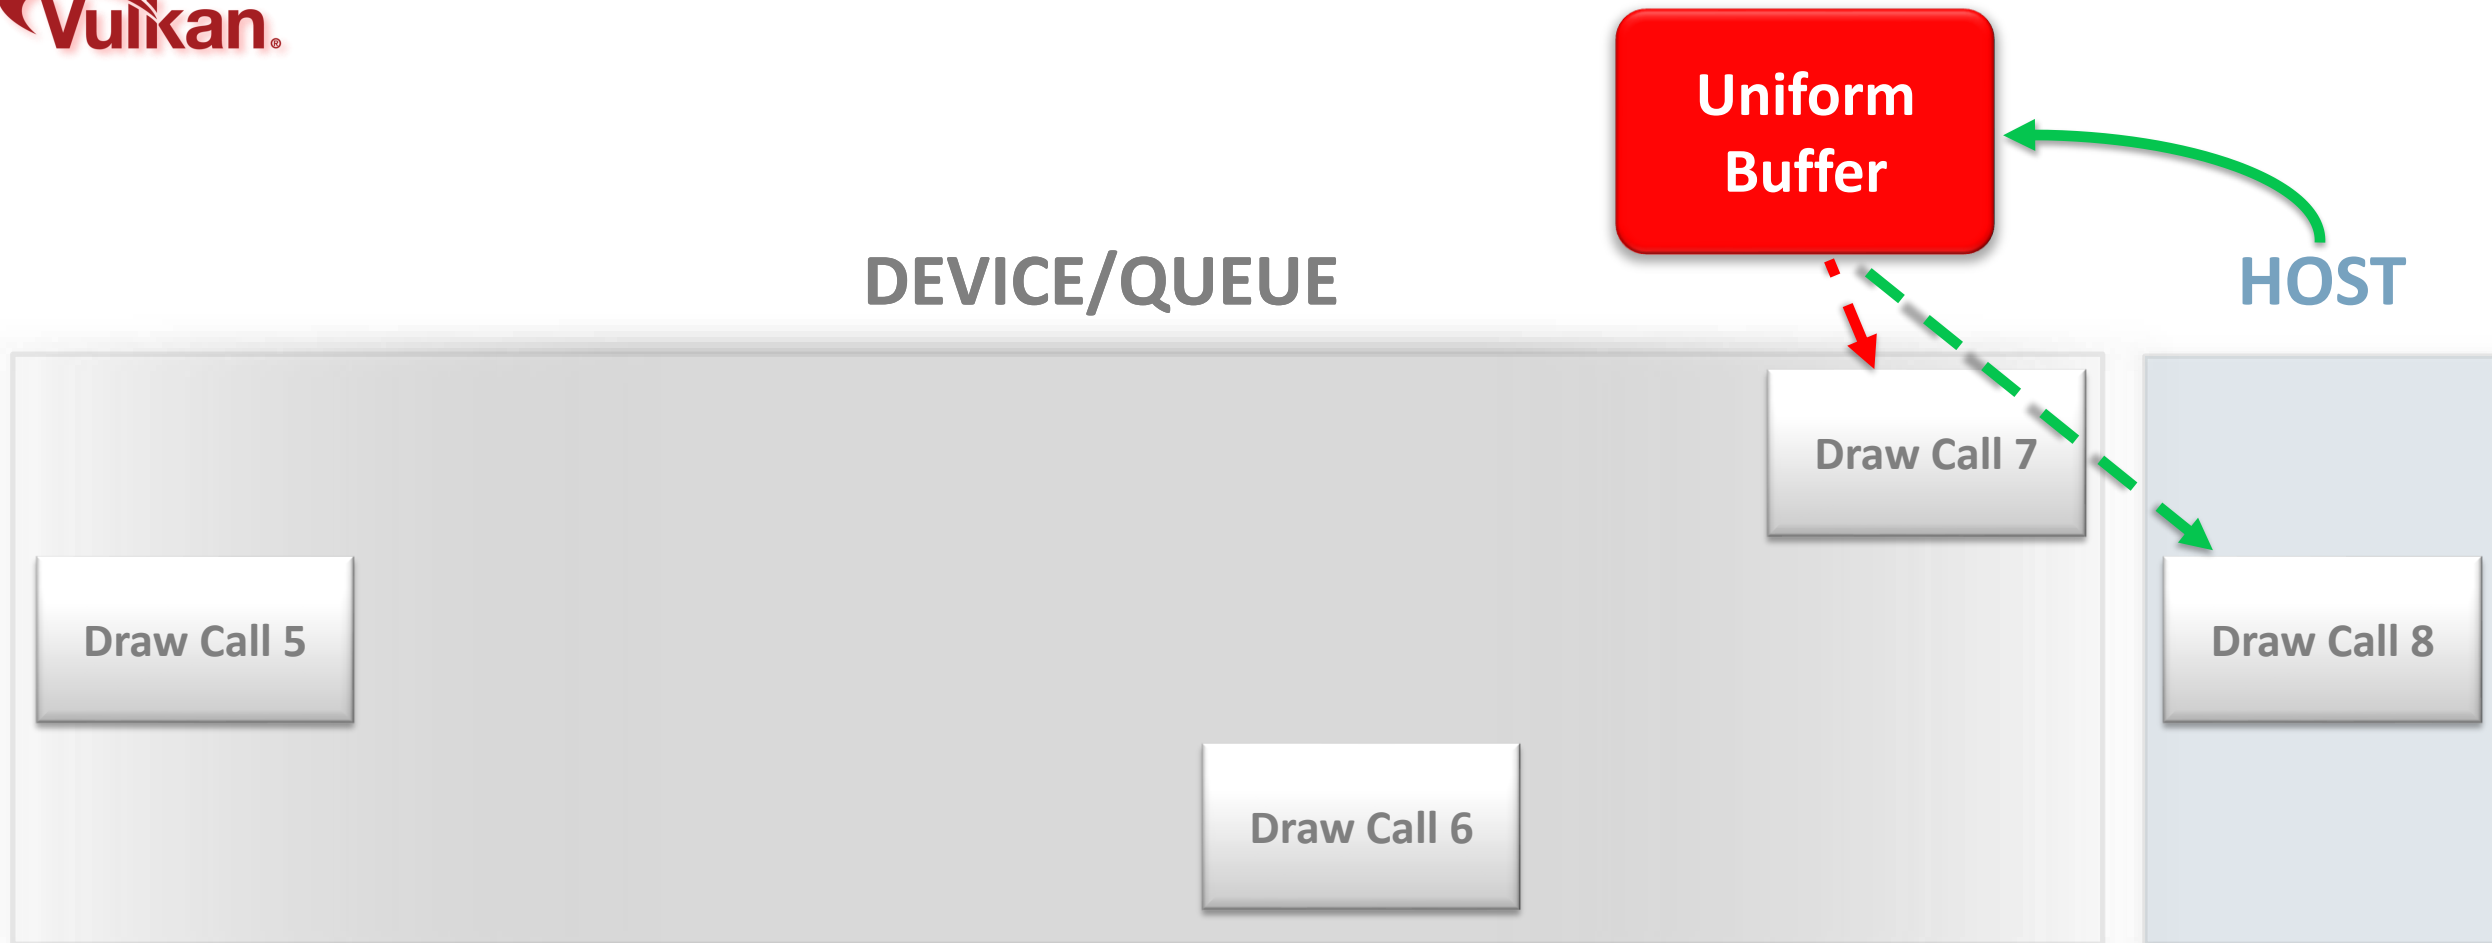 Vulkan®
Uniform
Buffer
DEVICE/QUEUE
HOST
Draw Call 7
Draw Call 5
Draw Call 8
Draw Call 6